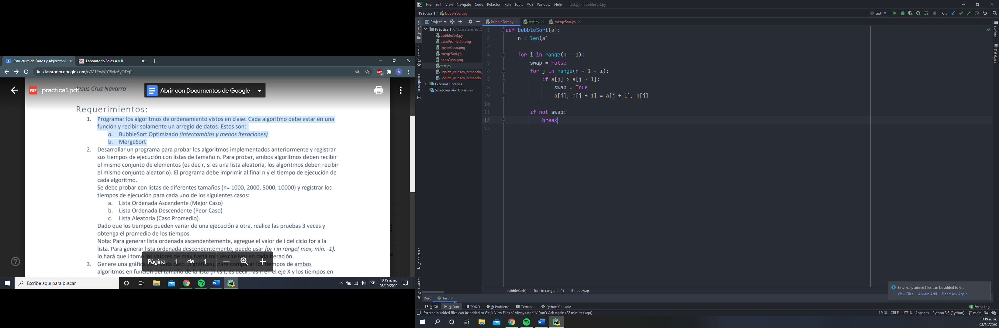 Estructura de Datos y Algoritmos
Laboratorio Salas A y B
classroom.google.com/c/MTYwNjY2MzAyODg2
ABP
4
A
PDF
practica1.pdf
esus Cruz Navarro
Abrir con Documentos de Google
Requerimientos:
1. Programar los algoritmos de ordenamiento vistos en clase. Cada algoritmo debe estar en una
función y recibir solamente un arreglo de datos. Estos son:
a. BubbleSort Optimizado (intercambios y menos iteraciones)
b. MergeSort
2. Desarrollar un programa para probar los algoritmos implementados anteriormente y registrar
sus tiempos de ejecución con listas de tamaño n. Para probar, ambos algoritmos deben recibir
el mismo conjunto de elementos (es decir, si es una lista aleatoria, los algoritmos deben recibir
el mismo conjunto aleatorio). El programa debe imprimir al final n y el tiempo de ejecución de
cada algoritmo.
Se debe probar con listas de diferentes tamaños (n= 1000, 2000, 5000, 10000) y registrar los
tiempos de ejecución para cada uno de los siguientes casos:
a. Lista Ordenada Ascendente (Mejor Caso)
b. Lista Ordenada Descendente (Peor Caso)
c. Lista Aleatoria (Caso Promedio).
Dado que los tiempos pueden variar de una ejecución a otra, realice las pruebas 3 veces y
obtenga el promedio de los tiempos.
Nota: Para generar lista ordenada ascendentemente, agregue el valor de i del ciclo for a la
lista. Para generar lista ordenada descendentemente, puede usar for i in range( max, min, -1),
lo hará que i tome los valores de max hasta min (exclusivo) en cada iteración.
3. Genere una gráfica para cada caso (3 gráficas), para comparar los tiempos de ambos
algoritmos en función del tamaño de la lista (n vs t, es decir, las n en el eje X y los tiempos en
Página 1 de 1
Escribe aquí para buscar
ESP
10:19 a. m.
03/10/2020
PC
File Edit View Navigate Code Refactor Run Tools VCS Window Help
test.py - bubbleSort.py
Práctica 1
bubbleSort.py
test
Git:
Project
bubbleSort.py
test.py
mergeSort.py
1: Project
0: Commit
Pull Requests
7: Structure
2: Favorites
Práctica 1 C:\Users\armau\O
bubbleSort.py
casoPromedio.png
mejorCaso.png
mergeSort.py
peorCaso.png
test.py
ugalde_velasco_armando_
~$alde_velasco_armando_
External Libraries
Scratches and Consoles
1 def bubbleSort(a):
2 n = len(a)
3
4 for i in range(n - 1):
5 swap = False
6 for j in range(n - 1 - i):
7 if a[j] > a[j + 1]:
8 swap = True
9 a[j], a[j + 1] = a[j + 1], a[j]
10
11 if not swap:
12 break
13
SciView
Database
bubbleSort() for i in range(n - 1) if not swap
Externally added files can be added to Git
View Files Always Add Don't Ask Again
Run: test
9: Git 4: Run TODO 6: Problems Terminal Python Console
1 Event Log
Externally added files can be added to Git // View Files // Always Add // Don't Ask Again (22 minutes ago)
12:18 CRLF UTF-8 4 spaces Python 3.8 (Python) main
10:19 a. m.
03/10/2020